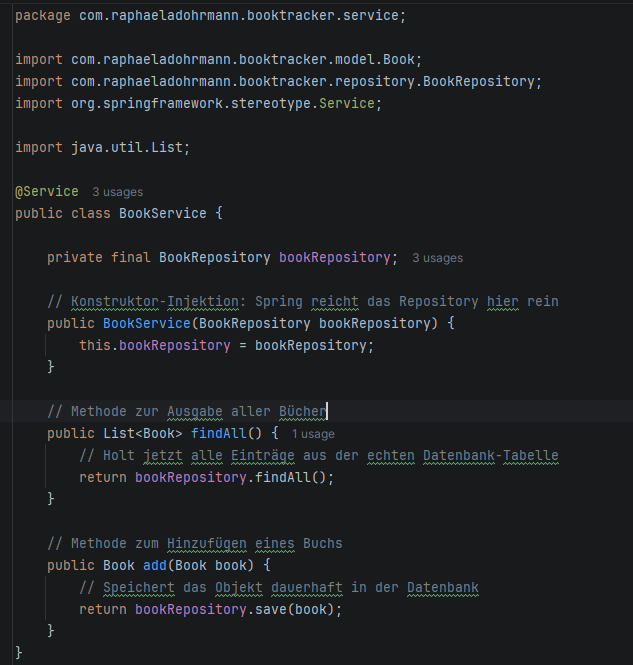 package com.raphaeladohrmann.booktracker.service;
import com.raphaeladohrmann.booktracker.model.Book;
import com.raphaeladohrmann.booktracker.repository.BookRepository;
import org.springframework.stereotype.Service;
import java.util.List;
@Service 3 usages
public class BookService {
private final BookRepository bookRepository; 3 usages
// Konstruktor-Injektion: Spring reicht das Repository hier rein
public BookService(BookRepository bookRepository) {
this.bookRepository = bookRepository;
}
// Methode zur Ausgabe aller Bücher
public List<Book> findAll() { 1 usage
// Holt jetzt alle Einträge aus der echten Datenbank-Tabelle
return bookRepository.findAll();
}
// Methode zum Hinzufügen eines Buchs
public Book add(Book book) {
// Speichert das Objekt dauerhaft in der Datenbank
return bookRepository.save(book);
}
}